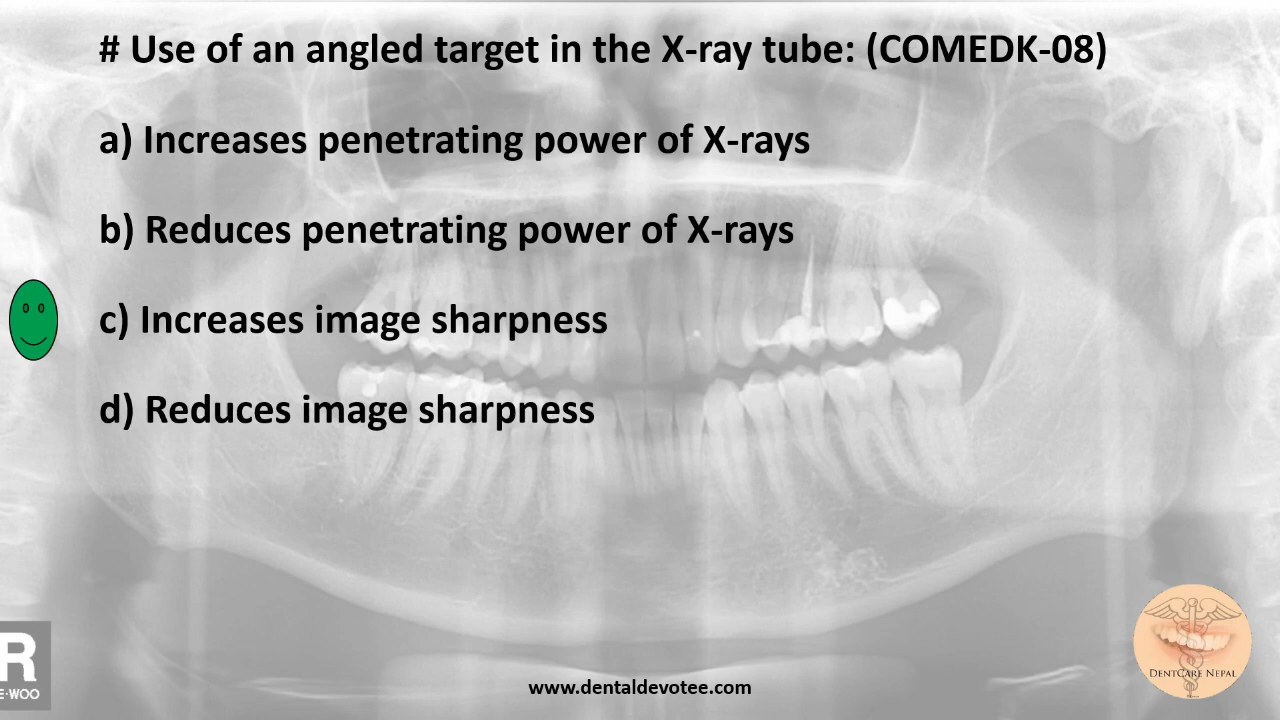 # Use of an angled target in the X-ray tube: (COMEDK-08)
a) Increases penetrating power of X-rays
b) Reduces penetrating power of X-rays
c) Increases image sharpness
d) Reduces image sharpness
R
E-WOO
DENTCARE NEPAL
www.dentaldevotee.com